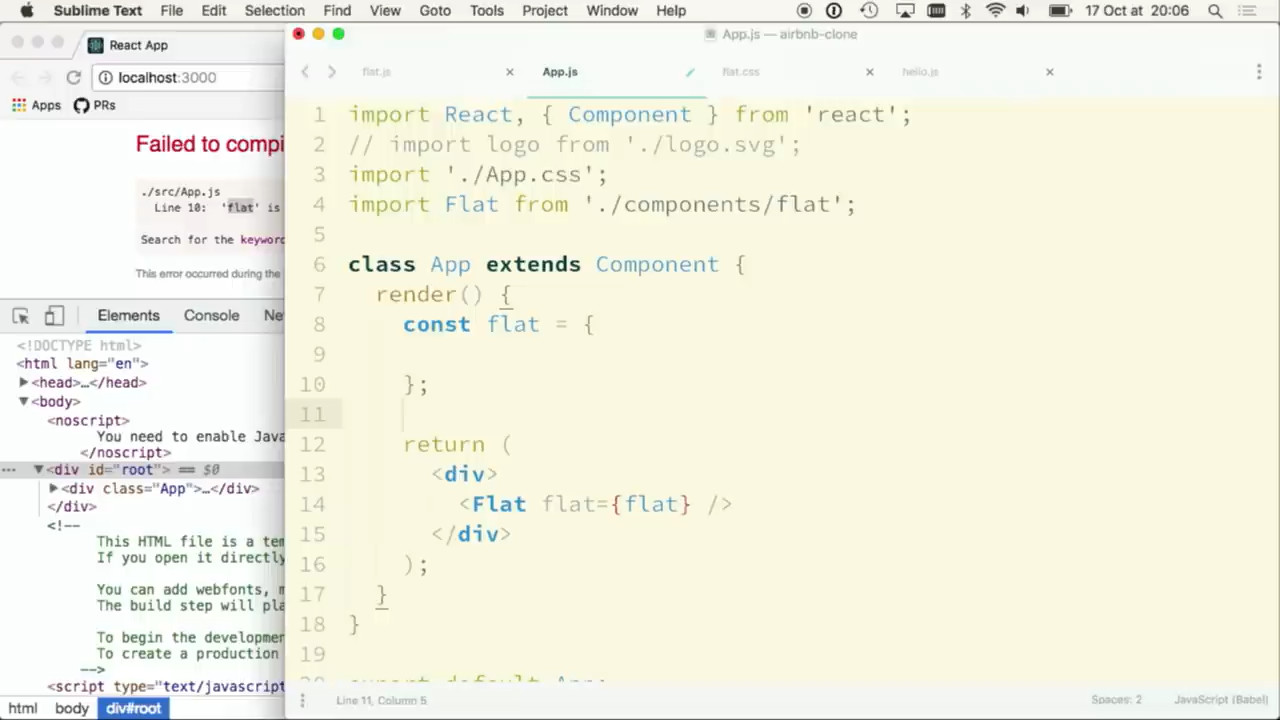 Sublime Text File Edit Selection Find View Goto Tools Project Window Help 17 Oct at 20:06
React App
localhost:3000
Apps PRs
Failed to compi
./src/App.js
Line 10: 'flat' is
Search for the keyword
This error occurred during the
Elements Console Ne
<!DOCTYPE html>
<html lang="en">
▶<head>…</head>
▼<body>
<noscript>
You need to enable Java
</noscript>
… ▼<div id="root"> == $0
▶<div class="App">…</div>
</div>
<!--
This HTML file is a tem
If you open it directly
You can add webfonts, m
The build step will pla
To begin the developmen
To create a production
-->
<script type="text/javascript
html body div#root
App.js — airbnb-clone
flat.js App.js flat.css hello.js
1 import React, { Component } from 'react';
2 // import logo from './logo.svg';
3 import './App.css';
4 import Flat from './components/flat';
5
6 class App extends Component {
7 render() {
8 const flat = {
9
10 };
11
12 return (
13 <div>
14 <Flat flat={flat} />
15 </div>
16 );
17 }
18 }
19
20 export default App;
Line 11, Column 5 Spaces: 2 JavaScript (Babel)